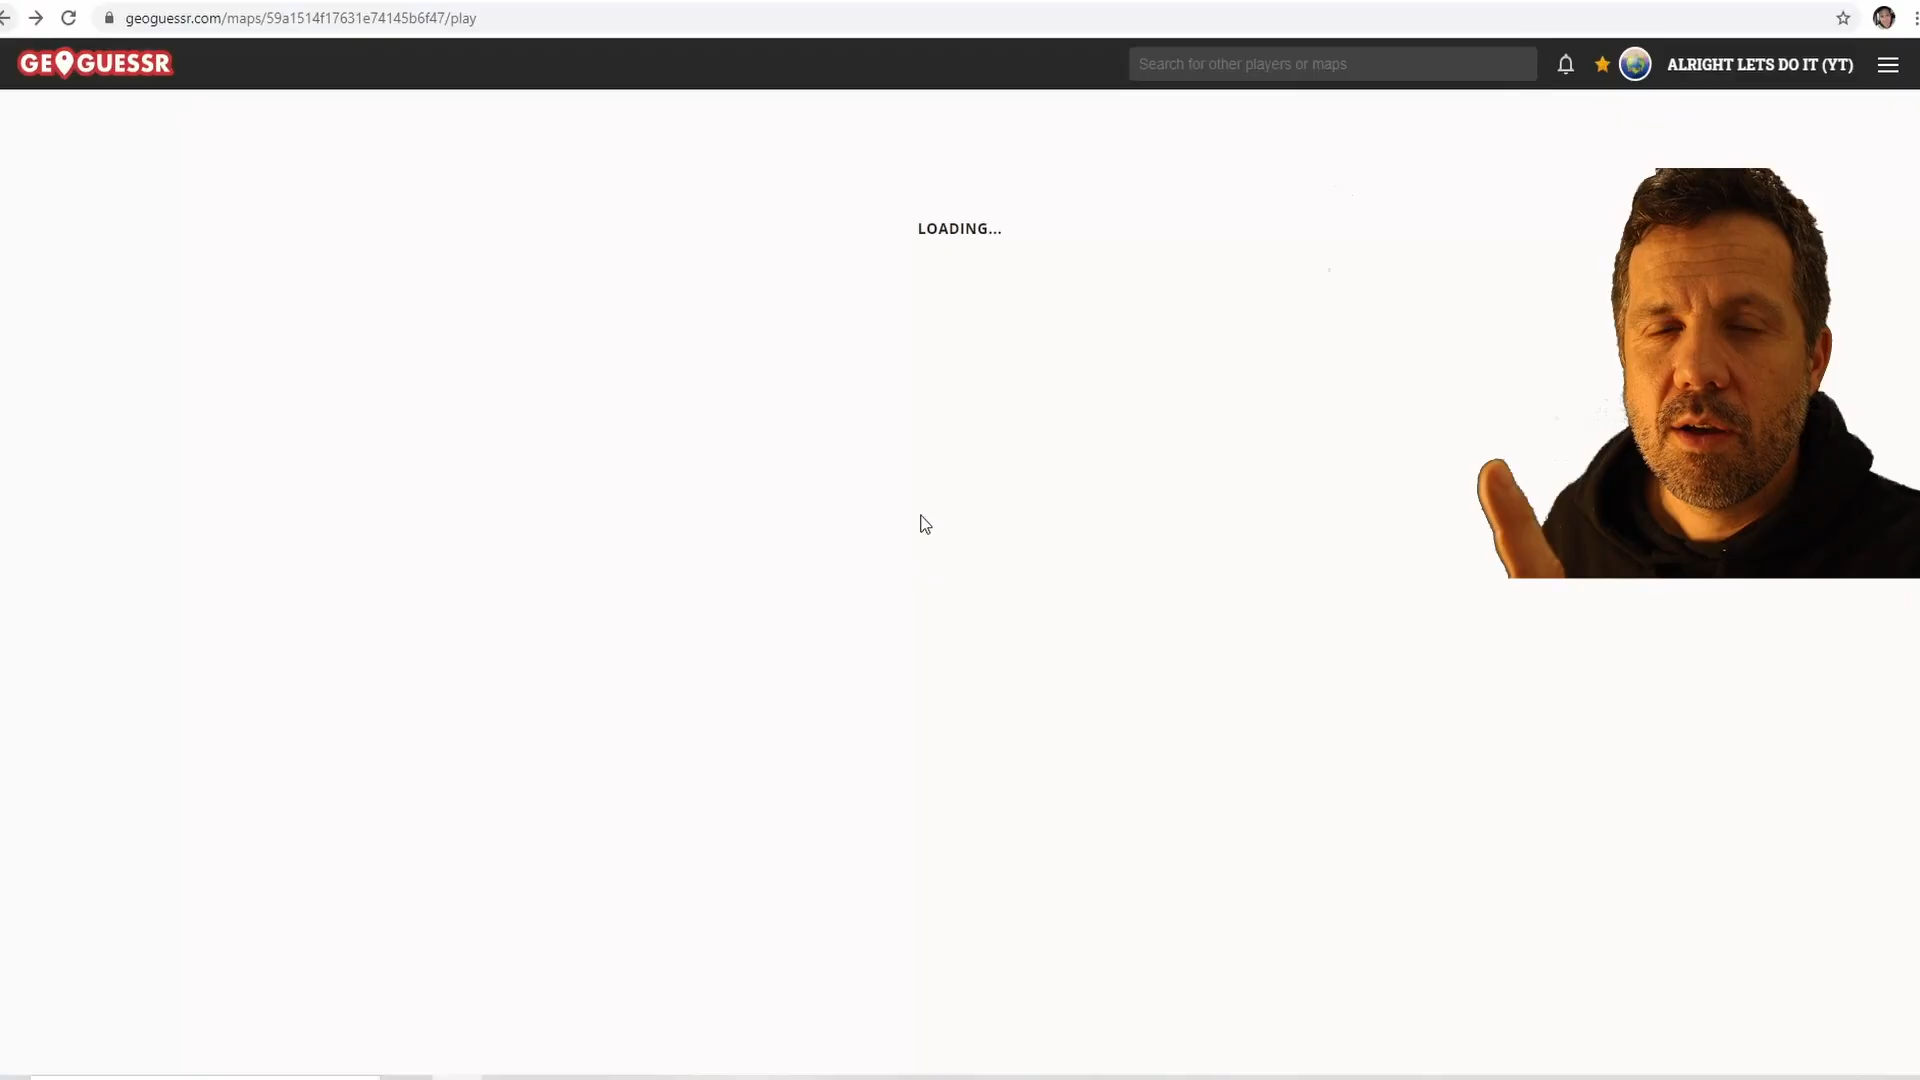 geoguessr.com/maps/59a1514f17631e74145b6f47/play
GEOGUESSR
Search for other players or maps
ALRIGHT LETS DO IT (YT)
LOADING...